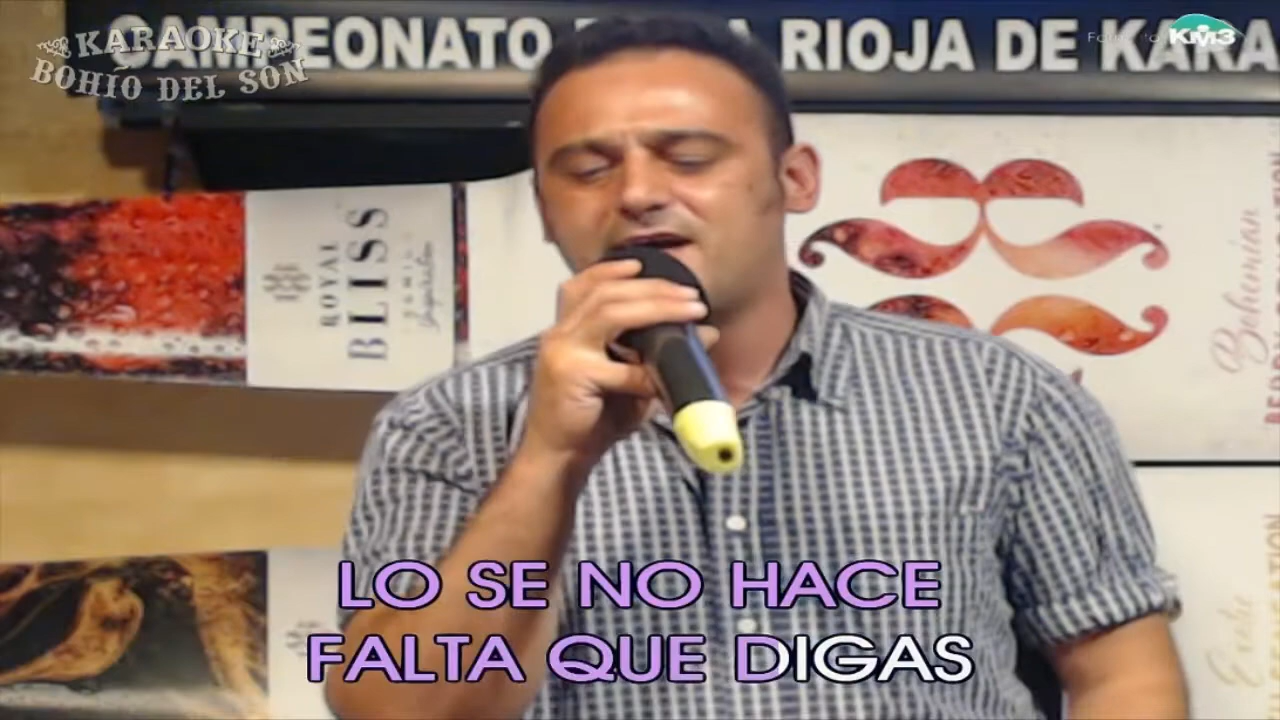 KARAOKE
BOHÍO DEL SON
CAMPEONATO RIOJA DE KARA
KM3
ROYAL
BLISS
Bohemian
LO SE NO HACE
FALTA QUE DIGAS